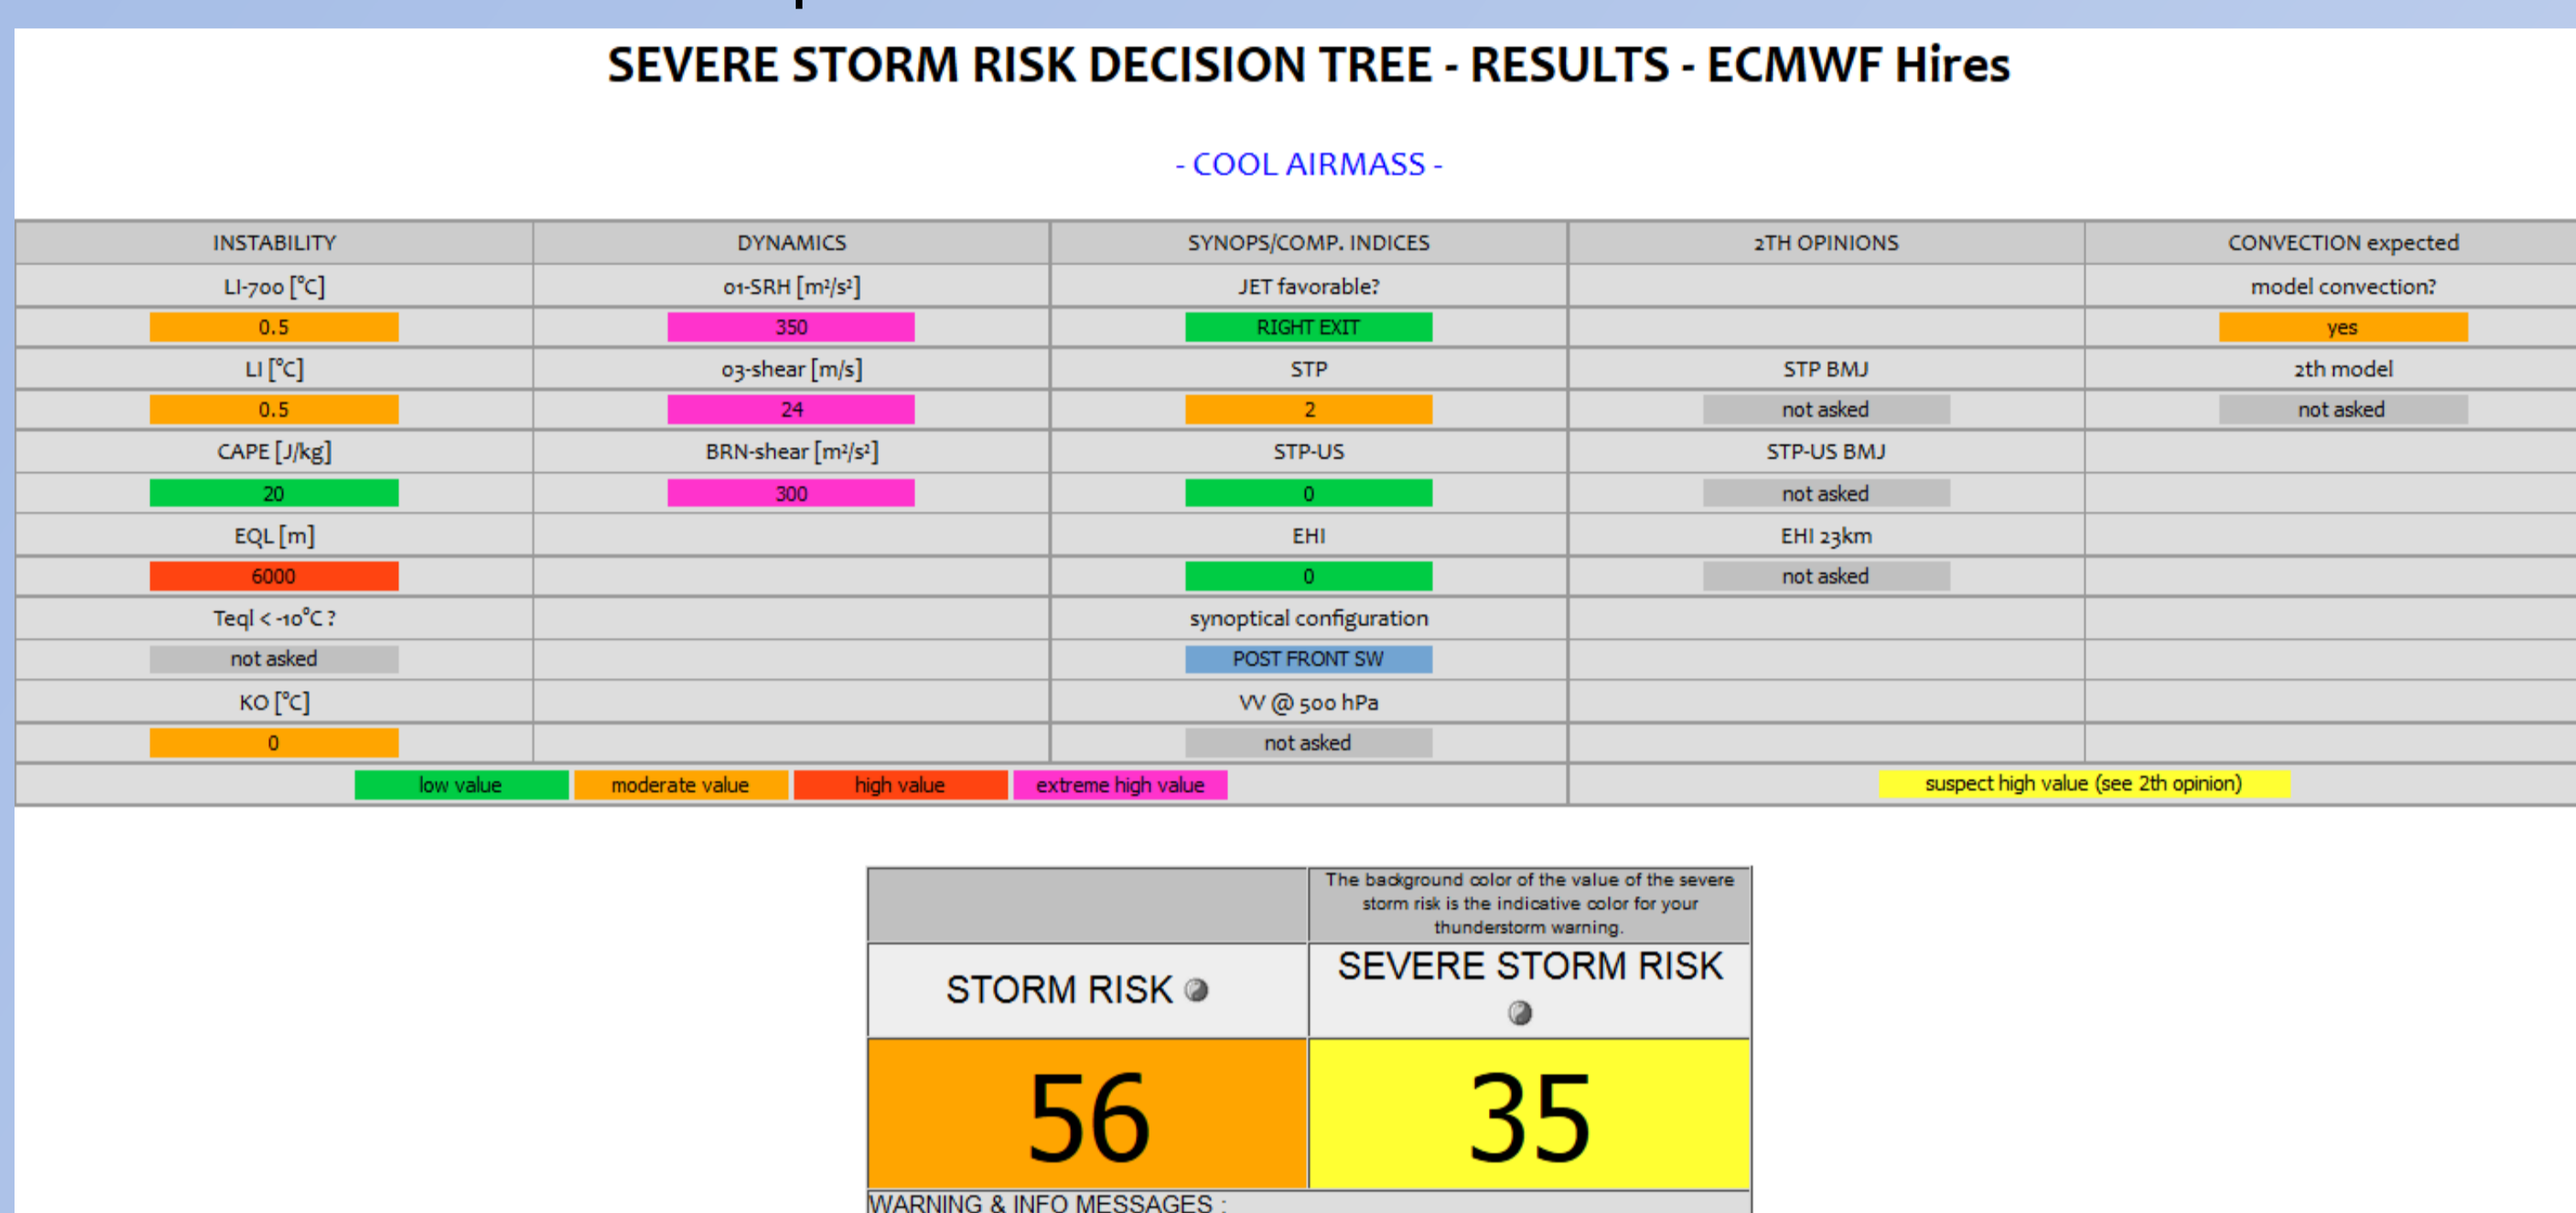 SEVERE STORM RISK DECISION TREE - RESULTS - ECMWF Hires
- COOL AIRMASS -
INSTABILITY DYNAMICS SYNOPS/COMP. INDICES 2TH OPINIONS CONVECTION expected
LI-700 [°C] 01-SRH [m²/s²] JET favorable? model convection?
0.5 350 RIGHT EXIT yes
LI [°C] 03-shear [m/s] STP STP BMJ 2th model
0.5 24 2 not asked not asked
CAPE [J/kg] BRN-shear [m²/s²] STP-US STP-US BMJ
20 300 0 not asked
EQL [m] EHI EHI 23km
6000 0 not asked
Teql < -10°C ? synoptical configuration
not asked POST FRONT SW
KO [°C] VV @ 500 hPa
0 not asked
low value moderate value high value extreme high value suspect high value (see 2th opinion)
The background color of the value of the severe
storm risk is the indicative color for your
thunderstorm warning.
STORM RISK SEVERE STORM RISK
56 35
WARNING & INFO MESSAGES :